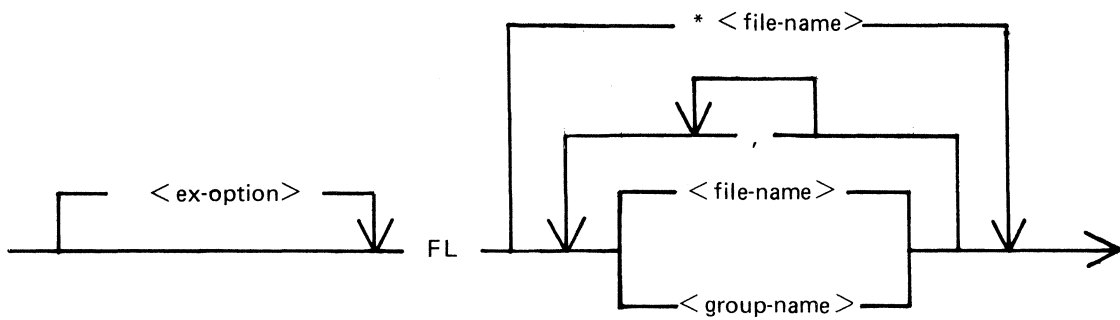 * <file-name>
,
<ex-option>
<file-name>
FL
<group-name>